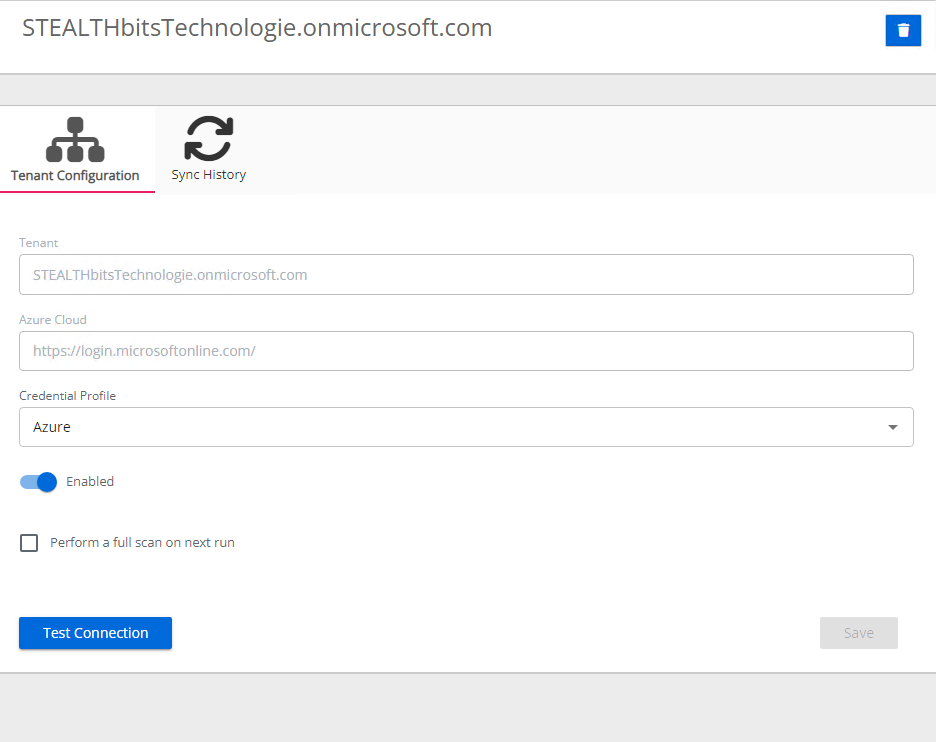 STEALTHbitsTechnologie.onmicrosoft.com
Tenant Configuration
Sync History
Tenant
STEALTHbitsTechnologie.onmicrosoft.com
Azure Cloud
https://login.microsoftonline.com/
Credential Profile
Azure
Enabled
Perform a full scan on next run
Test Connection
Save